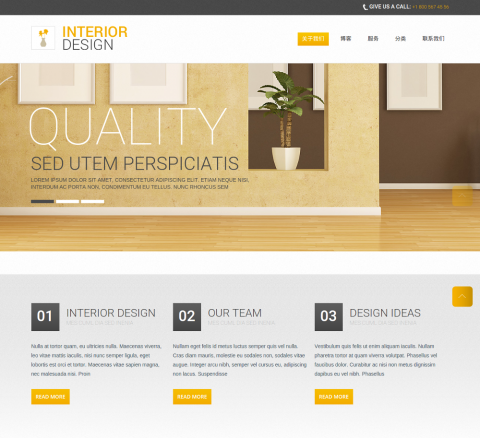 GIVE US A CALL: +1 800 567 45 56
INTERIOR
DESIGN
关于我们 博客 服务 分类 联系我们
QUALITY
SED UTEM PERSPICIATIS
LOREM IPSUM DOLOR SIT AMET, CONSECTETUR ADIPISCING ELIT. ETIAM NEQUE NISI,
INTERDUM AC PORTA NON, CONDIMENTUM EU TELLUS. NUNC RHONCUS SEM
01 INTERIOR DESIGN
Nulla at tortor quam, eu ultricies nulla. Maecenas viverra,
leo vitae mattis iaculis, nisi nunc semper ligula, eget
lobortis est orci et tortor. Maecenas vitae sapien magna,
nec malesuada nisi. Proin
READ MORE
02 OUR TEAM
Nullam eget felis id metus luctus semper quis vel nulla.
Cras diam mauris, molestie eu sodales non, sodales vitae
augue. Integer arcu nibh, semper vel cursus eu, adipiscing
non lacus. Suspendisse
READ MORE
03 DESIGN IDEAS
Vestibulum quis felis ut enim aliquam iaculis. Nullam
pharetra tortor at quam viverra volutpat. Phasellus vel
faucibus dolor. Curabitur ac nisi non metus dignissim
dapibus eu vel nibh. Phasellus
READ MORE